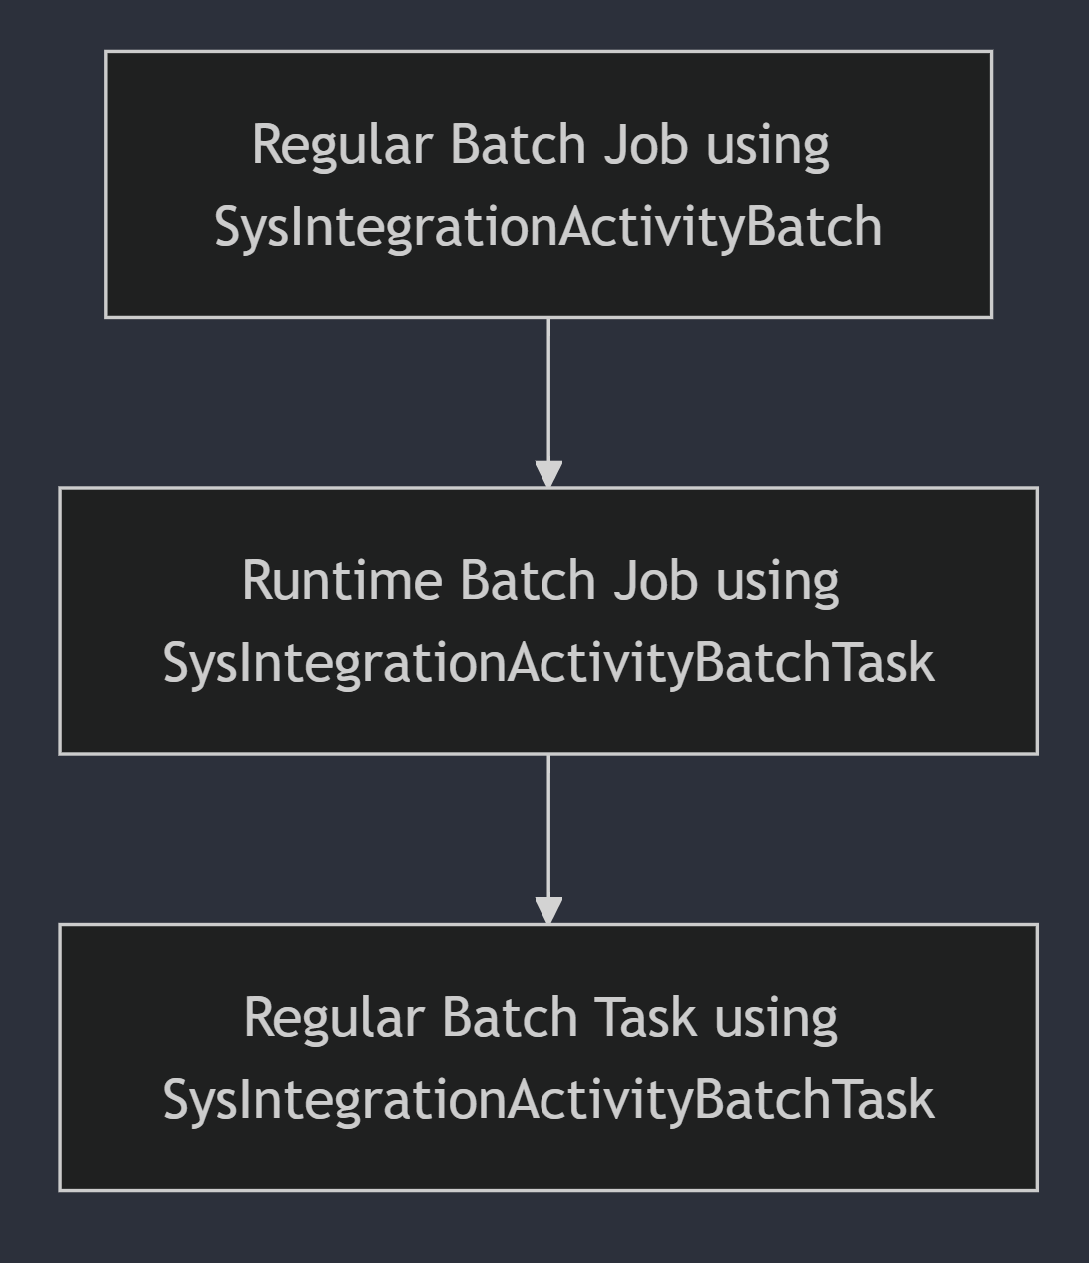 Regular Batch Job using
SysIntegrationActivityBatch
Runtime Batch Job using
SysIntegrationActivityBatchTask
Regular Batch Task using
SysIntegrationActivityBatchTask